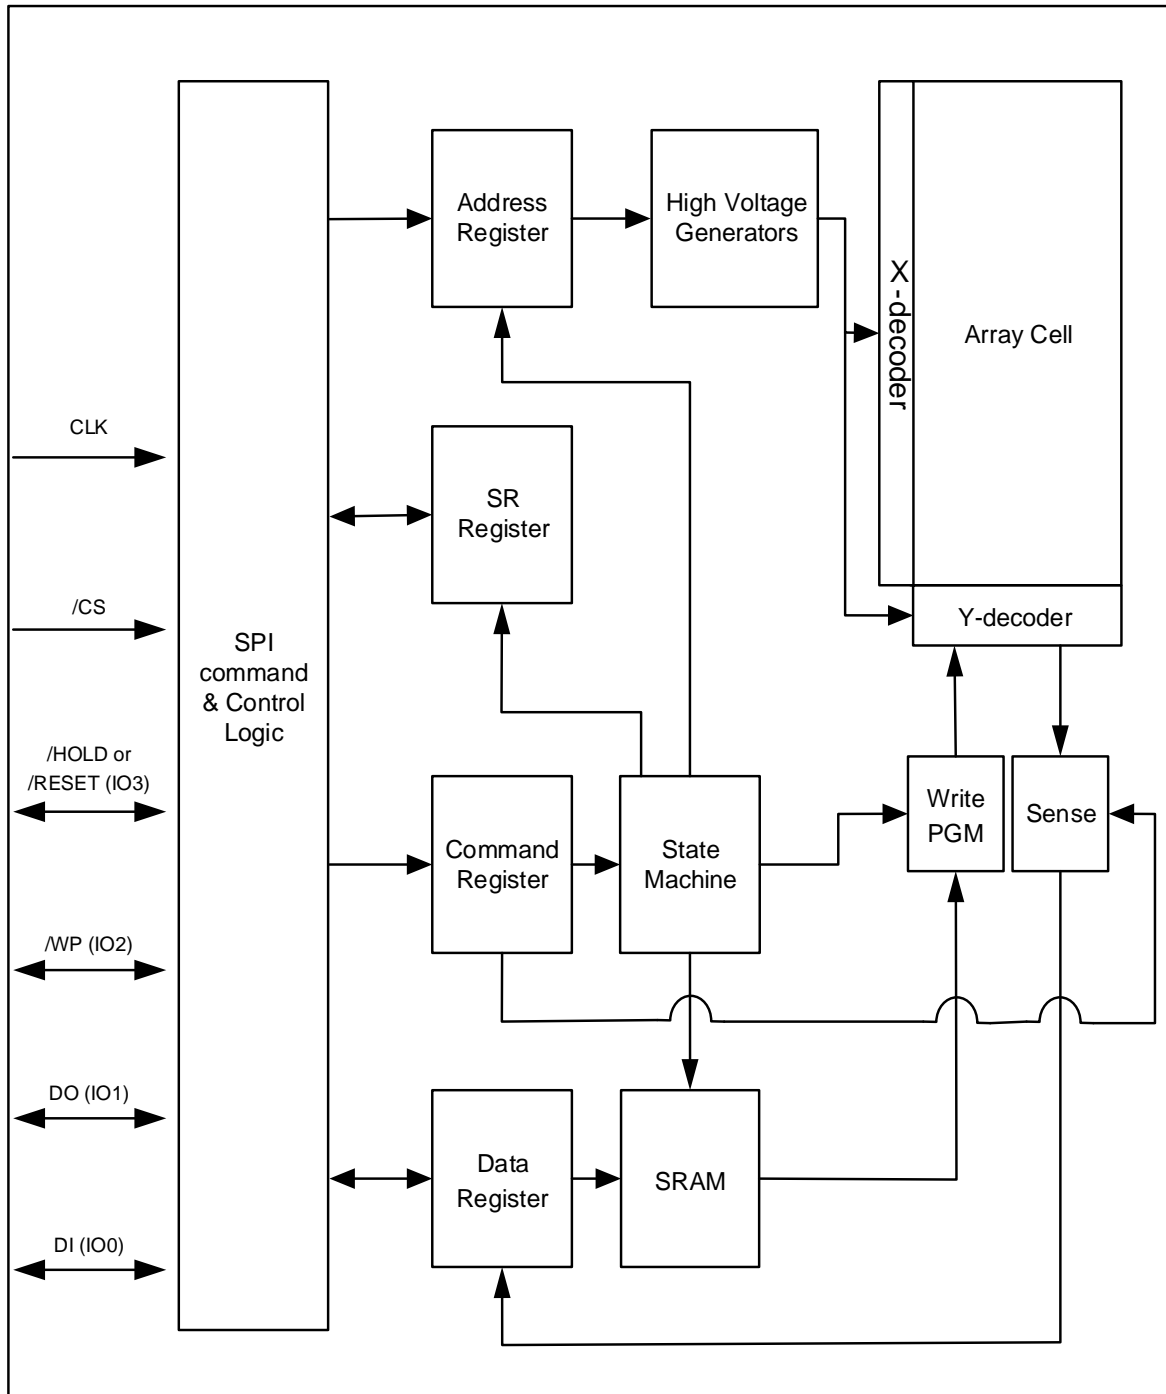 CLK
/CS
/HOLD or
/RESET (IO3)
/WP (IO2)
DO (IO1)
DI (IO0)
SPI
command
& Control
Logic
Address
Register
High Voltage
Generators
X-decoder
Array Cell
SR
Register
Y-decoder
Command
Register
State
Machine
Write
PGM
Sense
Data
Register
SRAM